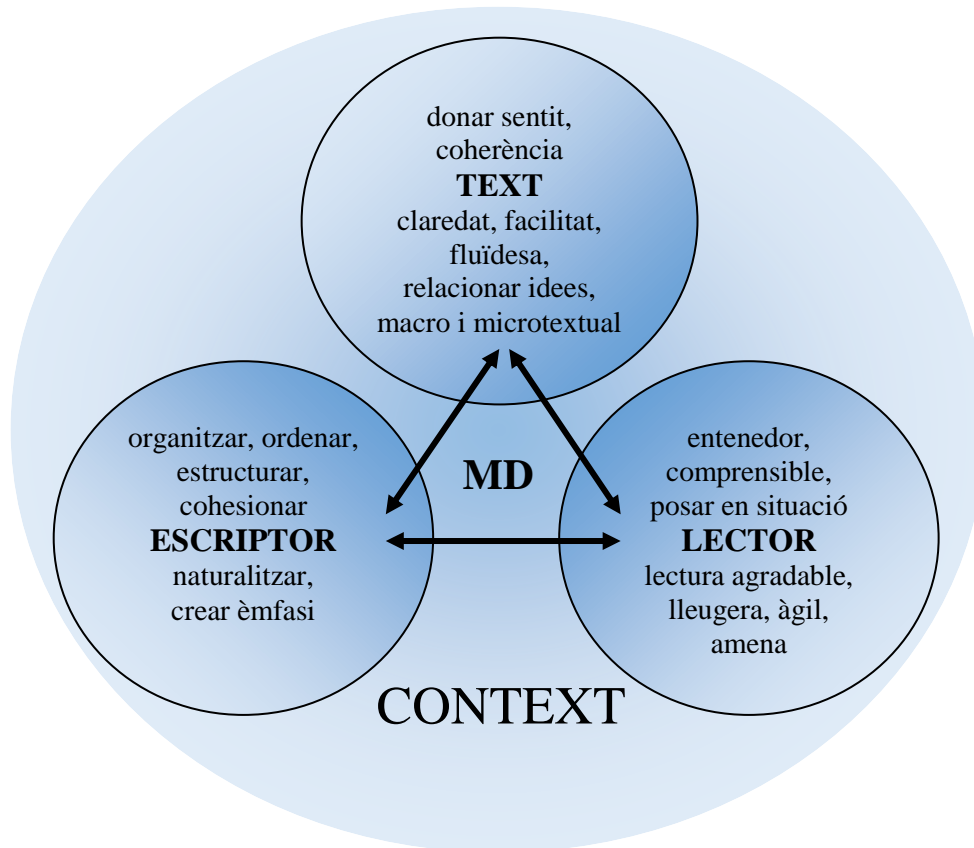 donar sentit,
coherència
TEXT
claredat, facilitat,
fluïdesa,
relacionar idees,
macro i microtextual
MD
organitzar, ordenar,
estructurar,
cohesionar
ESCRIPTOR
naturalitzar,
crear èmfasi
entenedor,
comprensible,
posar en situació
LECTOR
lectura agradable,
lleugera, àgil,
amena
CONTEXT